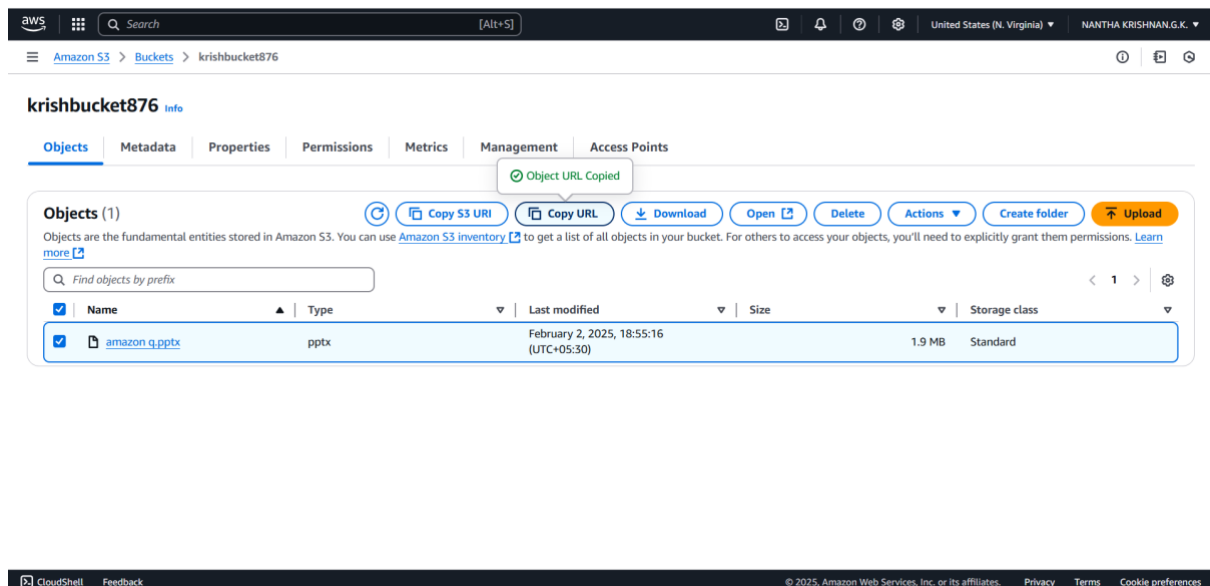 aws
Search [Alt+S]
United States (N. Virginia) ▼
NANTHA KRISHNAN.G.K. ▼
Amazon S3 > Buckets > krishbucket876
krishbucket876 Info
Objects Metadata Properties Permissions Metrics Management Access Points
Object URL Copied
Objects (1)
Copy S3 URI Copy URL Download Open Delete Actions ▼ Create folder Upload
Objects are the fundamental entities stored in Amazon S3. You can use Amazon S3 inventory to get a list of all objects in your bucket. For others to access your objects, you'll need to explicitly grant them permissions. Learn
more
Find objects by prefix
< 1 >
Name Type Last modified Size Storage class
amazon q.pptx pptx February 2, 2025, 18:55:16 1.9 MB Standard
(UTC+05:30)
CloudShell Feedback © 2025, Amazon Web Services, Inc. or its affiliates. Privacy Terms Cookie preferences